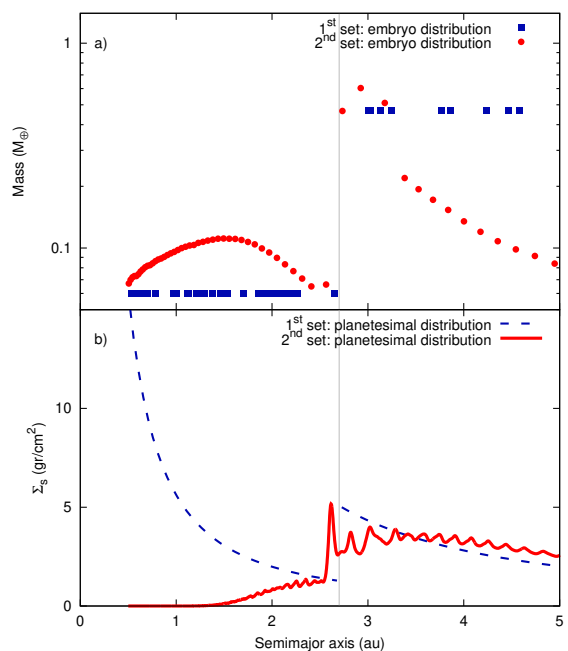 a)
1st set: embryo distribution
2nd set: embryo distribution
1
0.1
Mass (M⊕)
b)
1st set: planetesimal distribution
2nd set: planetesimal distribution
10
5
0
Σs (gr/cm2)
0 1 2 3 4 5
Semimajor axis (au)